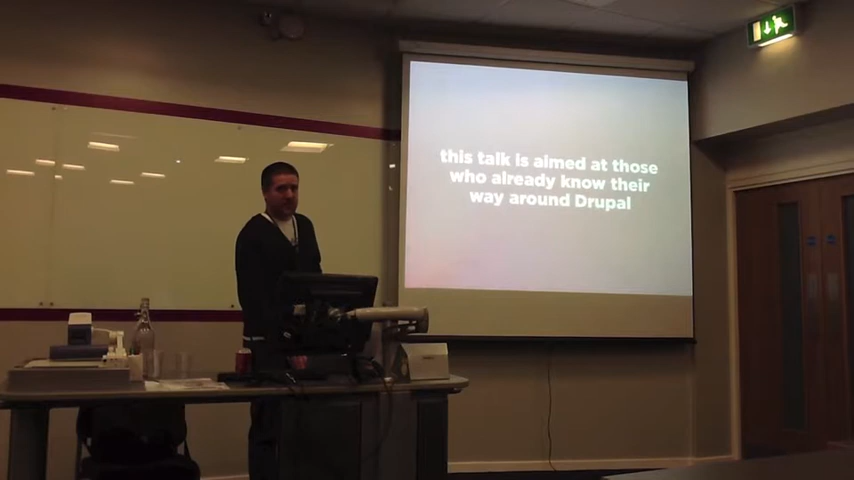 this talk is aimed at those
who already know their
way around Drupal